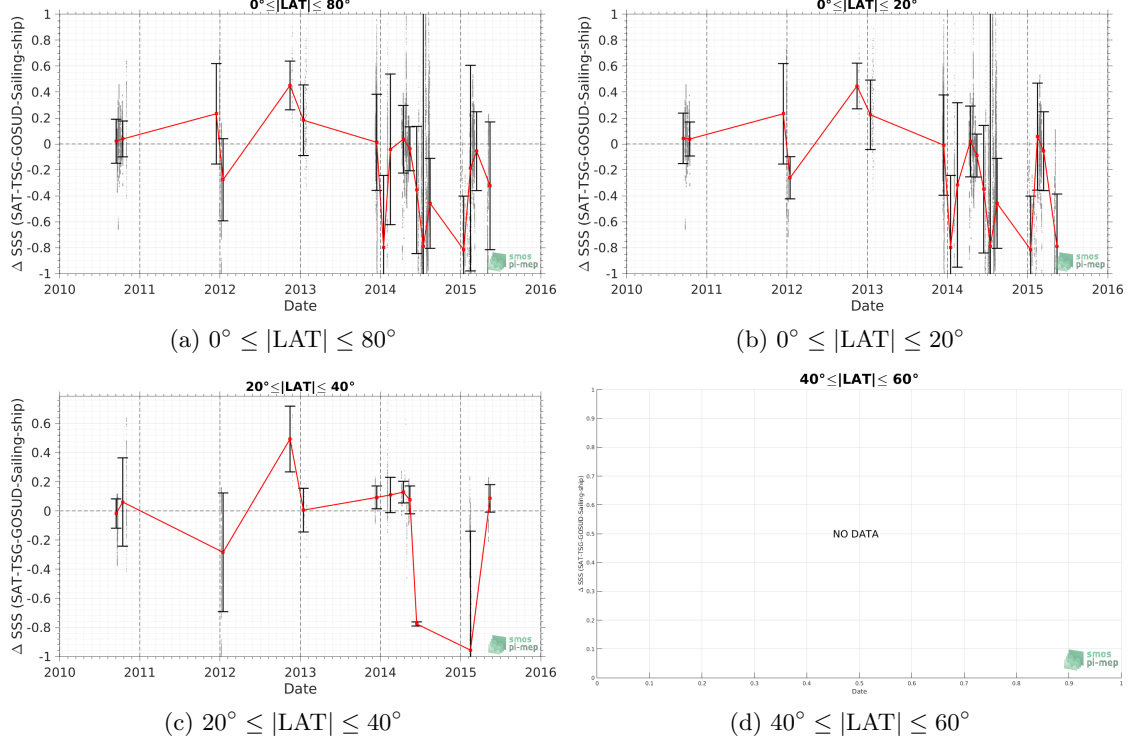 0°≤|LAT|≤ 80°
1
0.8
0.6
0.4
0.2
0
-0.2
-0.4
-0.6
-0.8
-1
Δ SSS (SAT-TSG-GOSUD-Sailing-ship)
2010 2011 2012 2013 2014 2015 2016
Date
smos
pi-mep
(a) 0° ≤ |LAT| ≤ 80°
0°≤|LAT|≤ 20°
1
0.8
0.6
0.4
0.2
0
-0.2
-0.4
-0.6
-0.8
-1
Δ SSS (SAT-TSG-GOSUD-Sailing-ship)
2010 2011 2012 2013 2014 2015 2016
Date
smos
pi-mep
(b) 0° ≤ |LAT| ≤ 20°
20°≤|LAT|≤ 40°
0.6
0.4
0.2
0
-0.2
-0.4
-0.6
-0.8
-1
Δ SSS (SAT-TSG-GOSUD-Sailing-ship)
2010 2011 2012 2013 2014 2015 2016
Date
smos
pi-mep
(c) 20° ≤ |LAT| ≤ 40°
40°≤|LAT|≤ 60°
1
0.9
0.8
0.7
0.6
0.5
0.4
0.3
0.2
0.1
0
Δ SSS (SAT-TSG-GOSUD-Sailing-ship)
NO DATA
0 0.1 0.2 0.3 0.4 0.5 0.6 0.7 0.8 0.9 1
Date
smos
pi-mep
(d) 40° ≤ |LAT| ≤ 60°